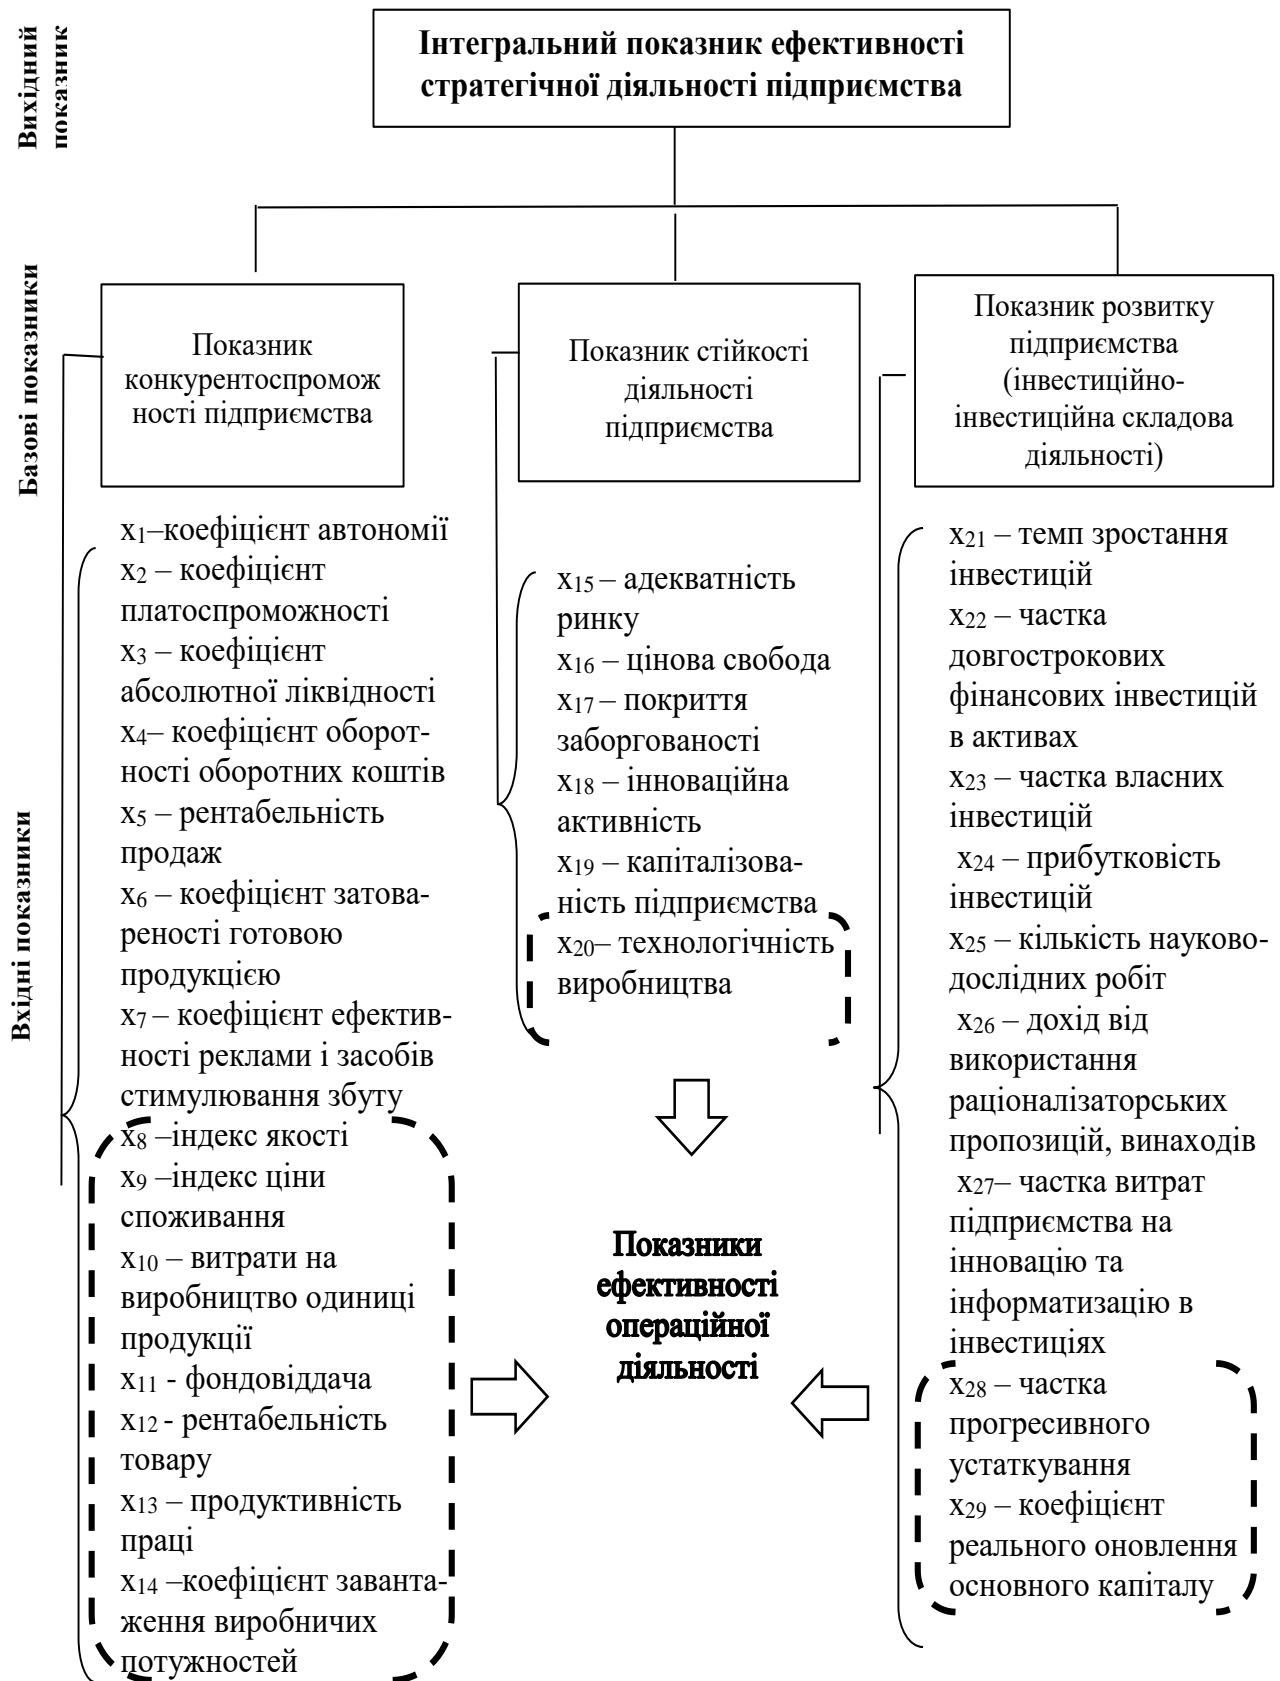 Вихідний
показник
Інтегральний показник ефективності
стратегічної діяльності підприємства
Базові показники
Показник
конкурентоспромож
ності підприємства
Показник стійкості
діяльності
підприємства
Показник розвитку
підприємства
(інвестиційно-
інвестиційна складова
діяльності)
Вхідні показники
x1–коефіцієнт автономії
x2 – коефіцієнт
платоспроможності
x3 – коефіцієнт
абсолютної ліквідності
x4– коефіцієнт оборот-
ності оборотних коштів
x5 – рентабельність
продаж
x6 – коефіцієнт затова-
реності готовою
продукцією
x7 – коефіцієнт ефектив-
ності реклами і засобів
стимулювання збуту
x8 –індекс якості
x9 –індекс ціни
споживання
x10 – витрати на
виробництво одиниці
продукції
x11 - фондовіддача
x12 - рентабельність
товару
x13 – продуктивність
праці
x14 –коефіцієнт заванта-
ження виробничих
потужностей
x15 – адекватність
ринку
x16 – цінова свобода
x17 – покриття
заборгованості
x18 – інноваційна
активність
x19 – капіталізова-
ність підприємства
x20– технологічність
виробництва
Показники
ефективності
операційної
діяльності
x21 – темп зростання
інвестицій
x22 – частка
довгострокових
фінансових інвестицій
в активах
x23 – частка власних
інвестицій
x24 – прибутковість
інвестицій
x25 – кількість науково-
дослідних робіт
x26 – дохід від
використання
раціоналізаторських
пропозицій, винаходів
x27– частка витрат
підприємства на
інновацію та
інформатизацію в
інвестиціях
x28 – частка
прогресивного
устаткування
x29 – коефіцієнт
реального оновлення
основного капіталу